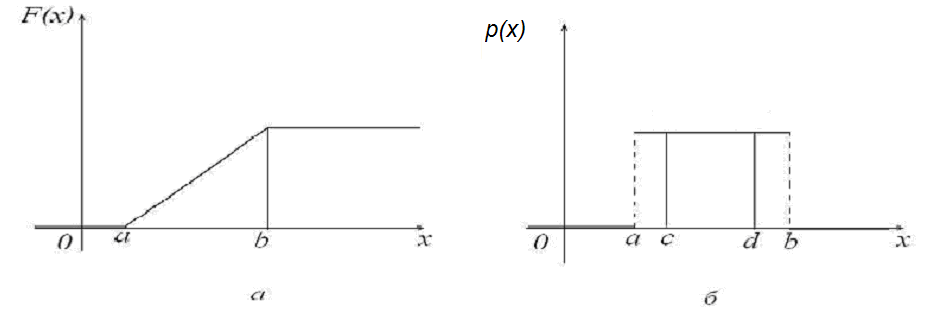 F(x)
0 a b x
а
p(x)
0 a c d b x
б